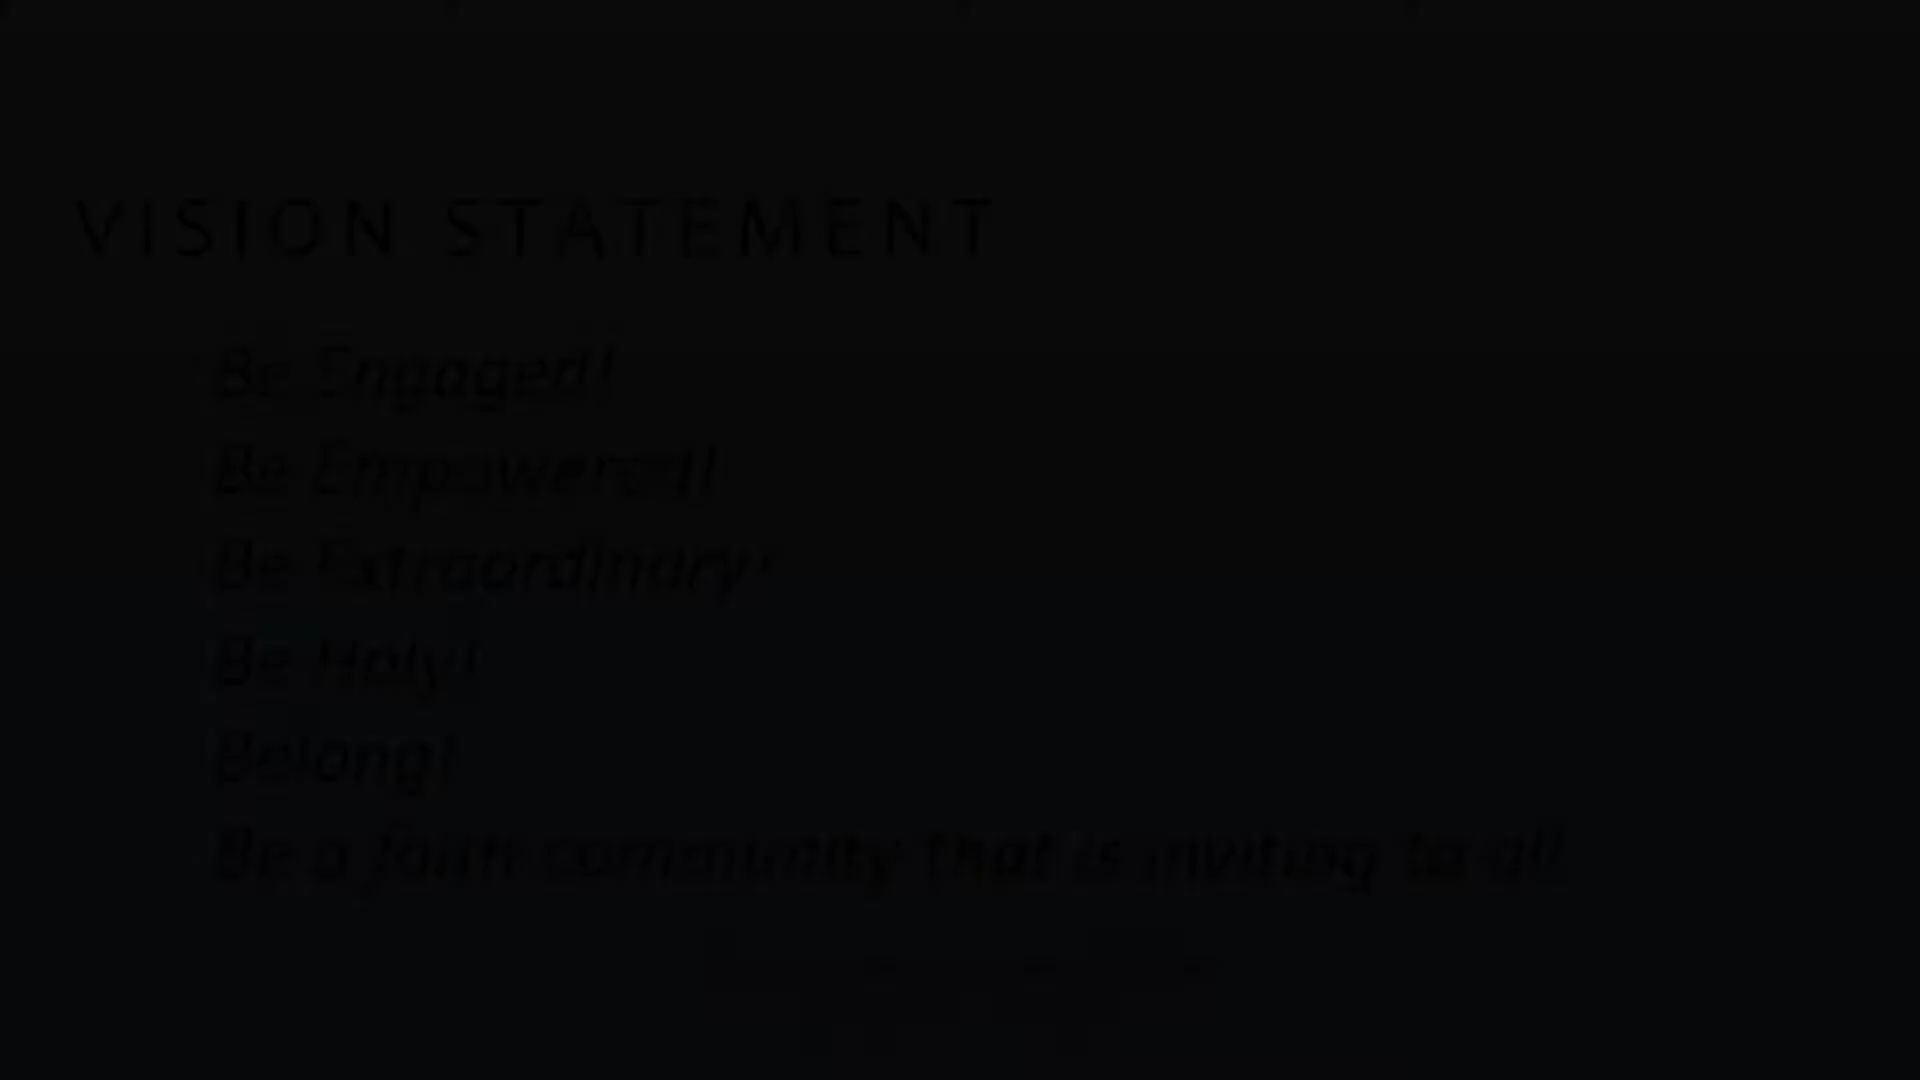 VISION STATEMENT
Be Engaged!
Be Empowered!
Be Extraordinary!
Be Holy!
Belong!
Be a faith community that is inviting to all